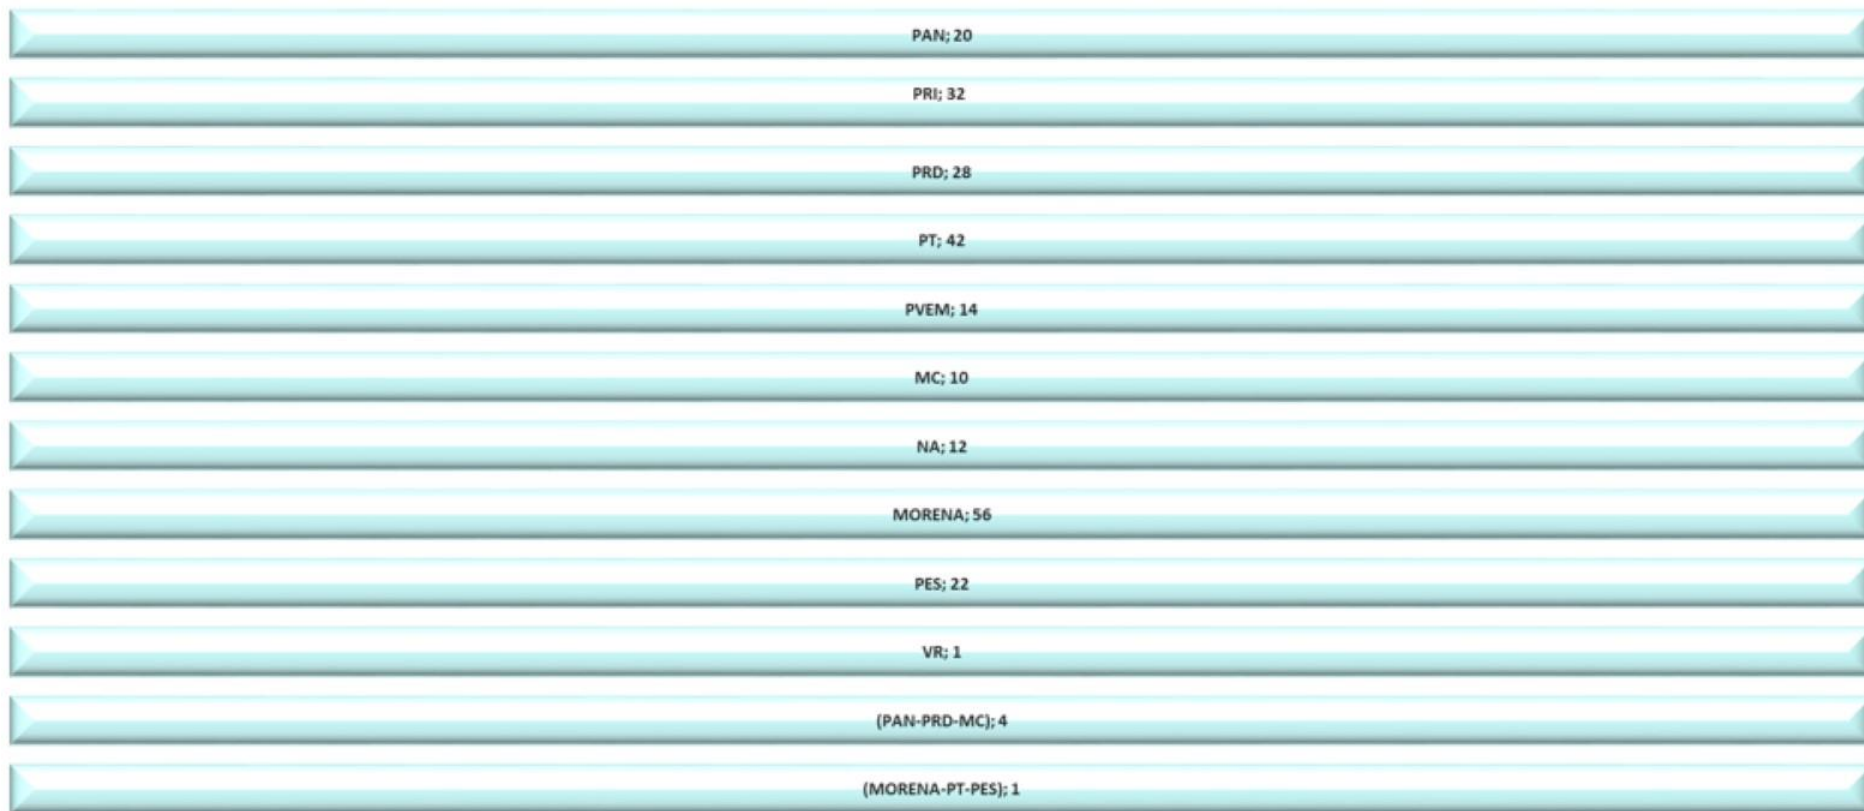 PAN; 20
PRI; 32
PRD; 28
PT; 42
PVEM; 14
MC; 10
NA; 12
MORENA; 56
PES; 22
VR; 1
(PAN-PRD-MC); 4
(MORENA-PT-PES); 1